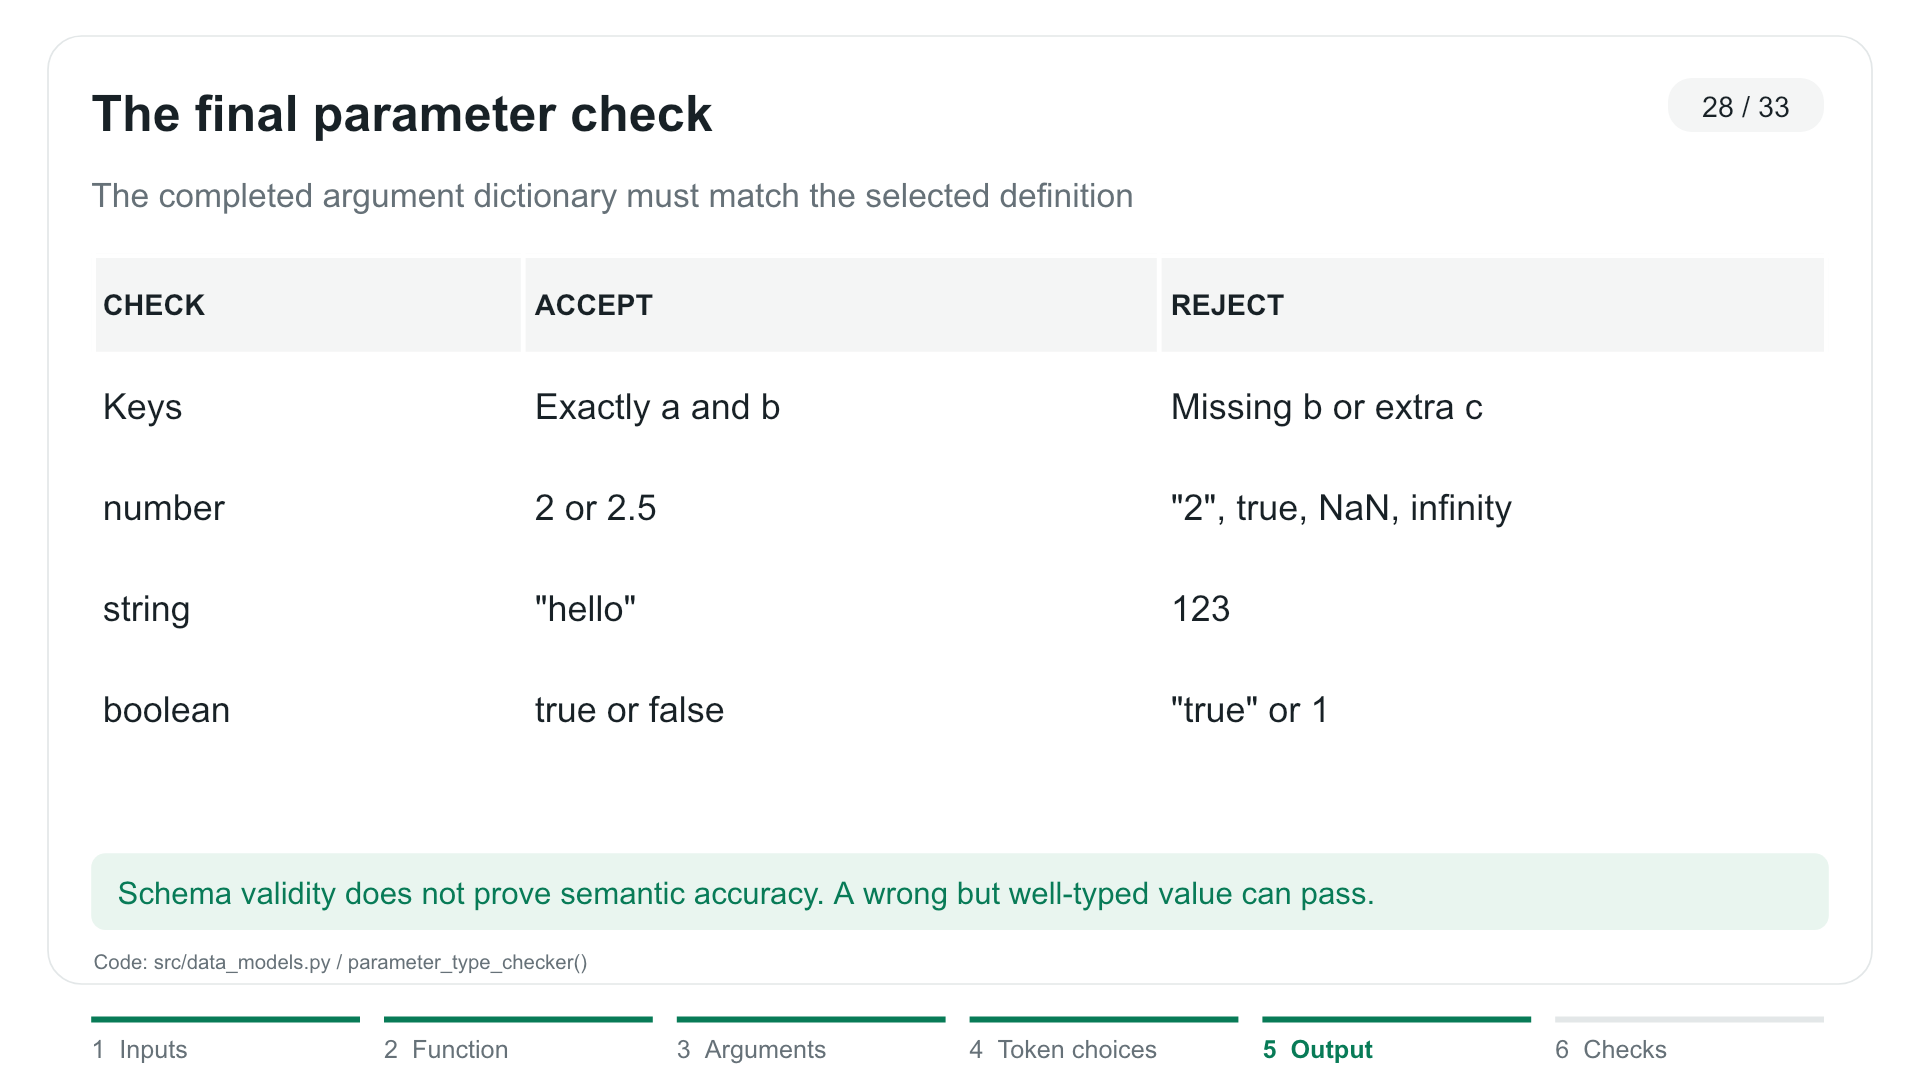 The final parameter check
28 / 33
The completed argument dictionary must match the selected definition
CHECK ACCEPT REJECT
Keys Exactly a and b Missing b or extra c
number 2 or 2.5 "2", true, NaN, infinity
string "hello" 123
boolean true or false "true" or 1
Schema validity does not prove semantic accuracy. A wrong but well-typed value can pass.
Code: src/data_models.py / parameter_type_checker()
1 Inputs 2 Function 3 Arguments 4 Token choices 5 Output 6 Checks